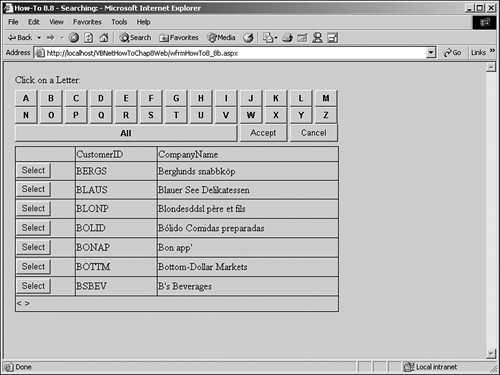 How-To 8.8 - Searching: - Microsoft Internet Explorer
File Edit View Favorites Tools Help
Back Search Favorites Media
Address http://localhost/VBNetHowToChap8Web/wfrmHowTo8_8b.aspx Go Links »
Click on a Letter:
A B C D E F G H I J K L M
N O P Q R S T U V W X Y Z
All Accept Cancel
CustomerID CompanyName
Select BERGS Berglunds snabbköp
Select BLAUS Blauer See Delikatessen
Select BLONP Blondesddsl père et fils
Select BOLID Bólido Comidas preparadas
Select BONAP Bon app'
Select BOTTM Bottom-Dollar Markets
Select BSBEV B's Beverages
< >
Done Local intranet